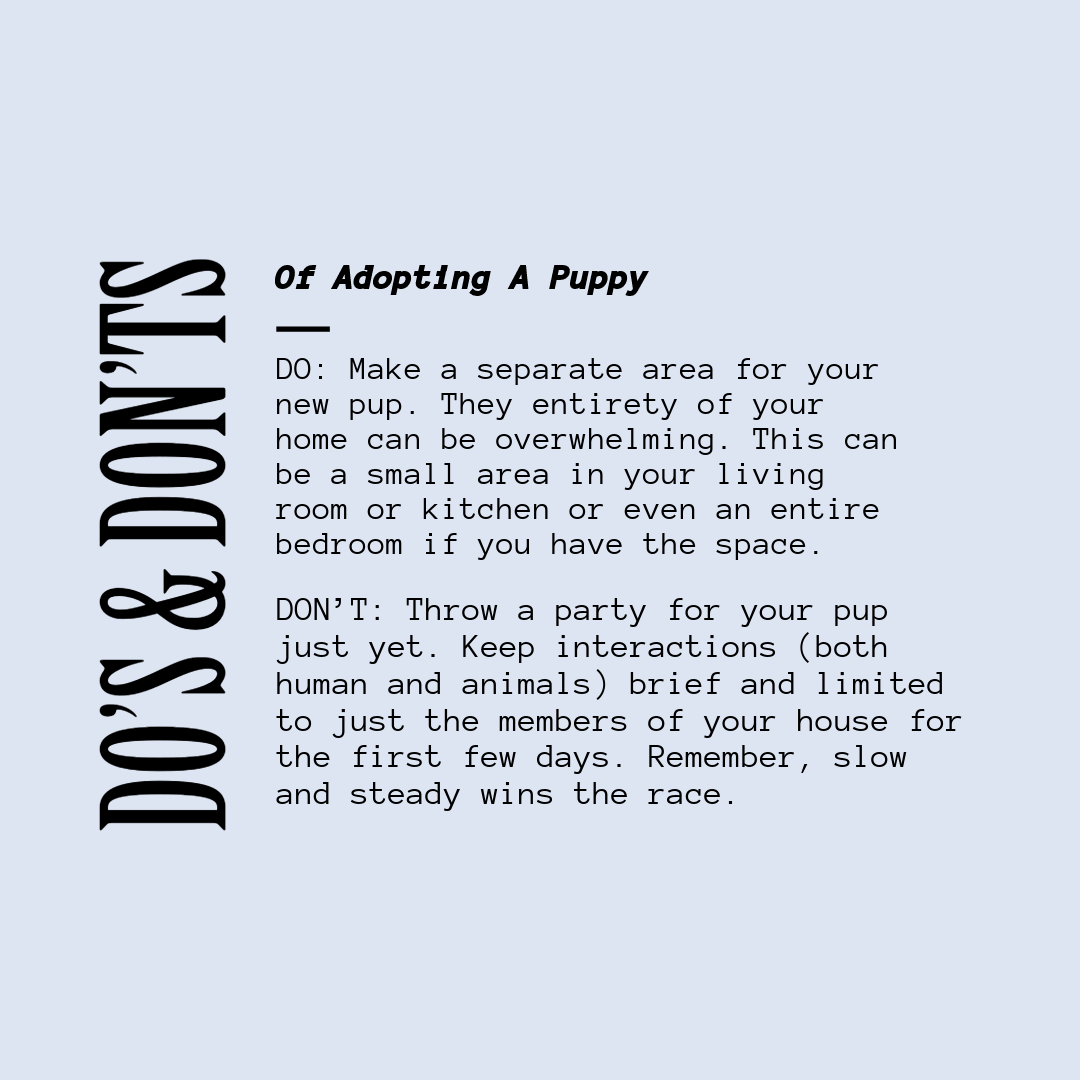 DO'S & DON'TS
Of Adopting A Puppy
DO: Make a separate area for your
new pup. They entirety of your
home can be overwhelming. This can
be a small area in your living
room or kitchen or even an entire
bedroom if you have the space.
DON'T: Throw a party for your pup
just yet. Keep interactions (both
human and animals) brief and limited
to just the members of your house for
the first few days. Remember, slow
and steady wins the race.